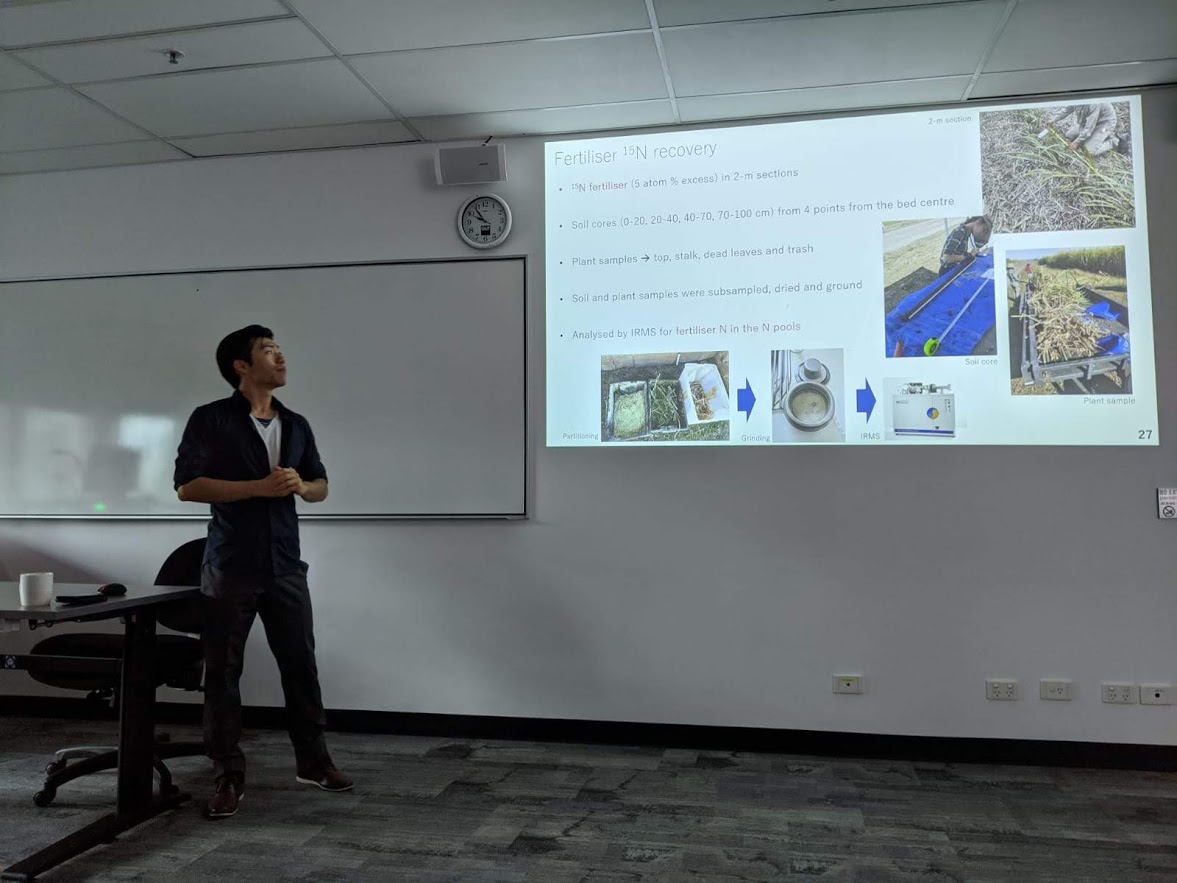 2-m section
Fertiliser ¹⁵N recovery
• ¹⁵N fertiliser (5 atom % excess) in 2-m sections
• Soil cores (0-20, 20-40, 40-70, 70-100 cm) from 4 points from the bed centre
• Plant samples → top, stalk, dead leaves and trash
• Soil and plant samples were subsampled, dried and ground
• Analysed by IRMS for fertiliser N in the N pools
Soil core
Plant sample
Partitioning
Grinding
IRMS
27